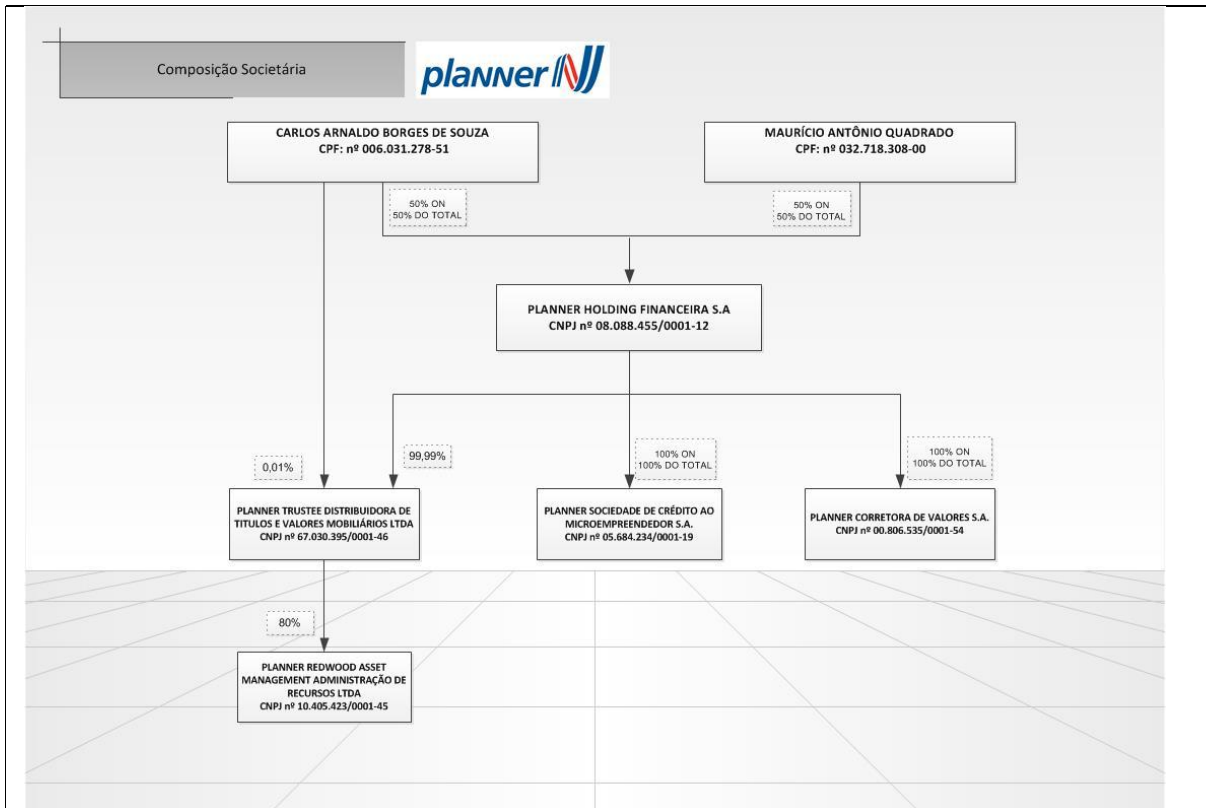 Composição Societária
planner
CARLOS ARNALDO BORGES DE SOUZA
CPF: nº 006.031.278-51
MAURÍCIO ANTÔNIO QUADRADO
CPF: nº 032.718.308-00
50% ON
50% DO TOTAL
50% ON
50% DO TOTAL
PLANNER HOLDING FINANCEIRA S.A
CNPJ nº 08.088.455/0001-12
0,01%
99,99%
100% ON
100% DO TOTAL
100% ON
100% DO TOTAL
PLANNER TRUSTEE DISTRIBUIDORA DE
TITULOS E VALORES MOBILIÁRIOS LTDA
CNPJ nº 67.030.395/0001-46
PLANNER SOCIEDADE DE CRÉDITO AO
MICROEMPREENDEDOR S.A.
CNPJ nº 05.684.234/0001-19
PLANNER CORRETORA DE VALORES S.A.
CNPJ nº 00.806.535/0001-54
80%
PLANNER REDWOOD ASSET
MANAGEMENT ADMINISTRAÇÃO DE
RECURSOS LTDA
CNPJ nº 10.405.423/0001-45